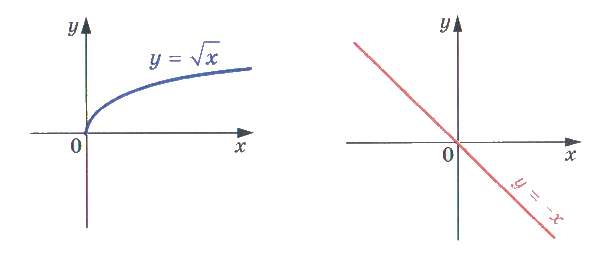 y
y = √x
0
x
y
0
x
y = -x